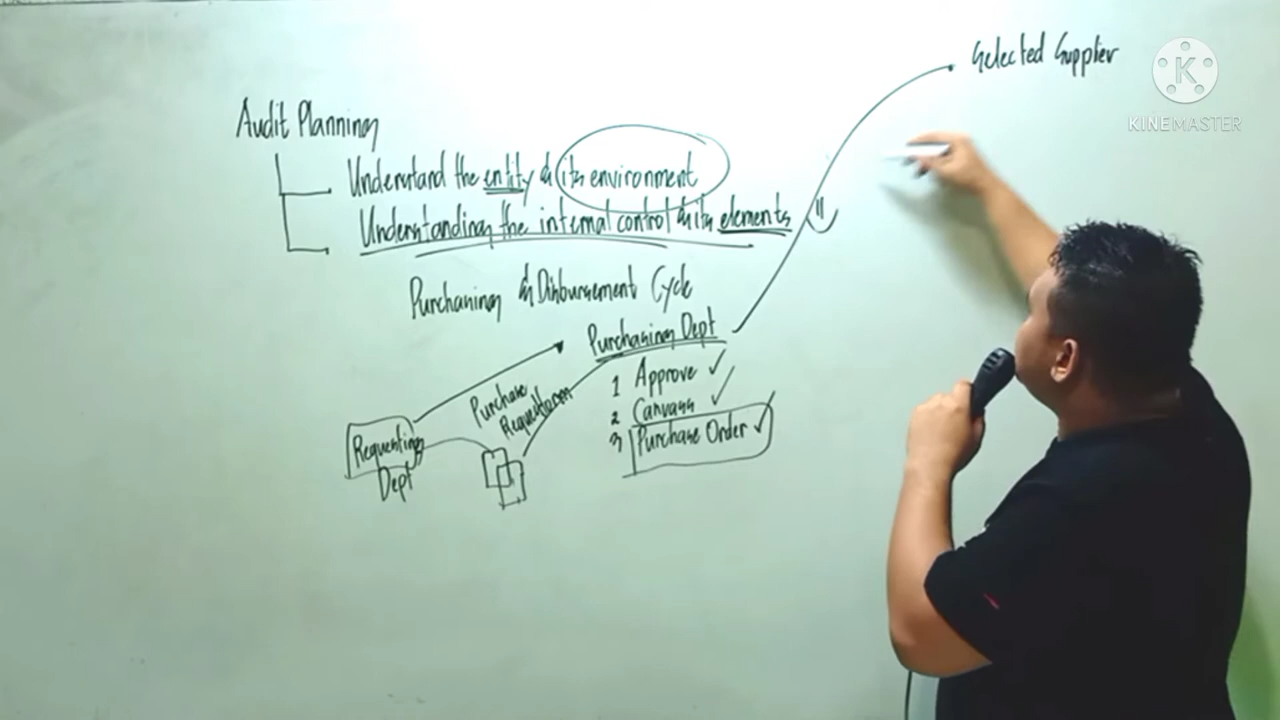 Selected Supplier
KINEMASTER
Audit Planning
Understand the entity & its environment
Understanding the internal control & its elements
Purchasing & Disbursement Cycle
Purchasing Dept
1 Approve ✓
2 Canvass ✓
3 Purchase Order ✓
Purchase
Requisition
Requesting
Dept